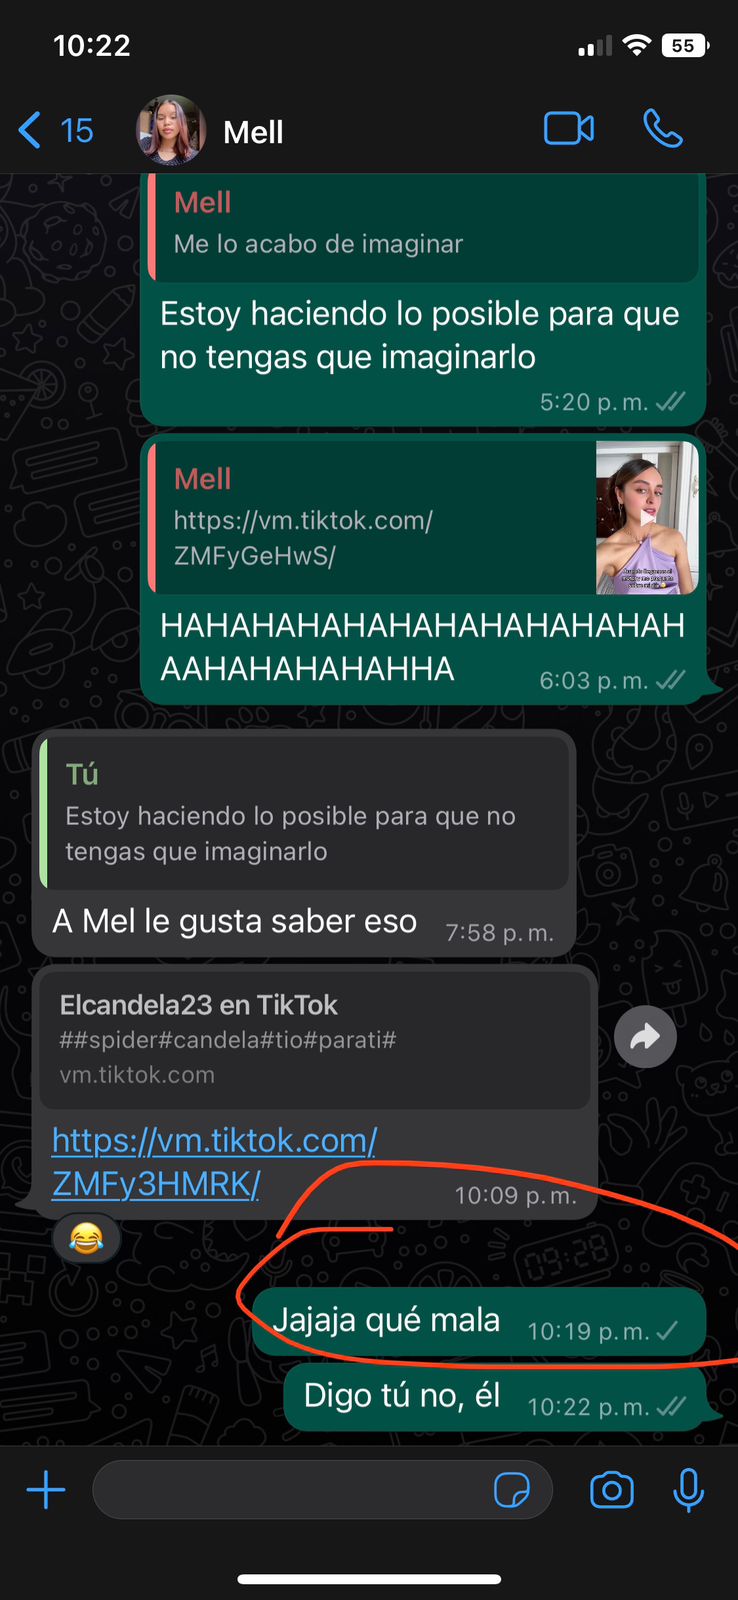 10:22
55
15
Mell
Mell
Me lo acabo de imaginar
Estoy haciendo lo posible para que
no tengas que imaginarlo
5:20 p. m.
Mell
https://vm.tiktok.com/
ZMFyGeHwS/
HAHAHAHAHAHAHAHAHAHAHAH
AAHAHAHAHAHHA
6:03 p. m.
Tú
Estoy haciendo lo posible para que no
tengas que imaginarlo
A Mel le gusta saber eso
7:58 p. m.
Elcandela23 en TikTok
##spider#candela#tio#parati#
vm.tiktok.com
https://vm.tiktok.com/
ZMFy3HMRK/
10:09 p. m.
09:28
Jajaja qué mala
10:19 p. m.
Digo tú no, él
10:22 p. m.